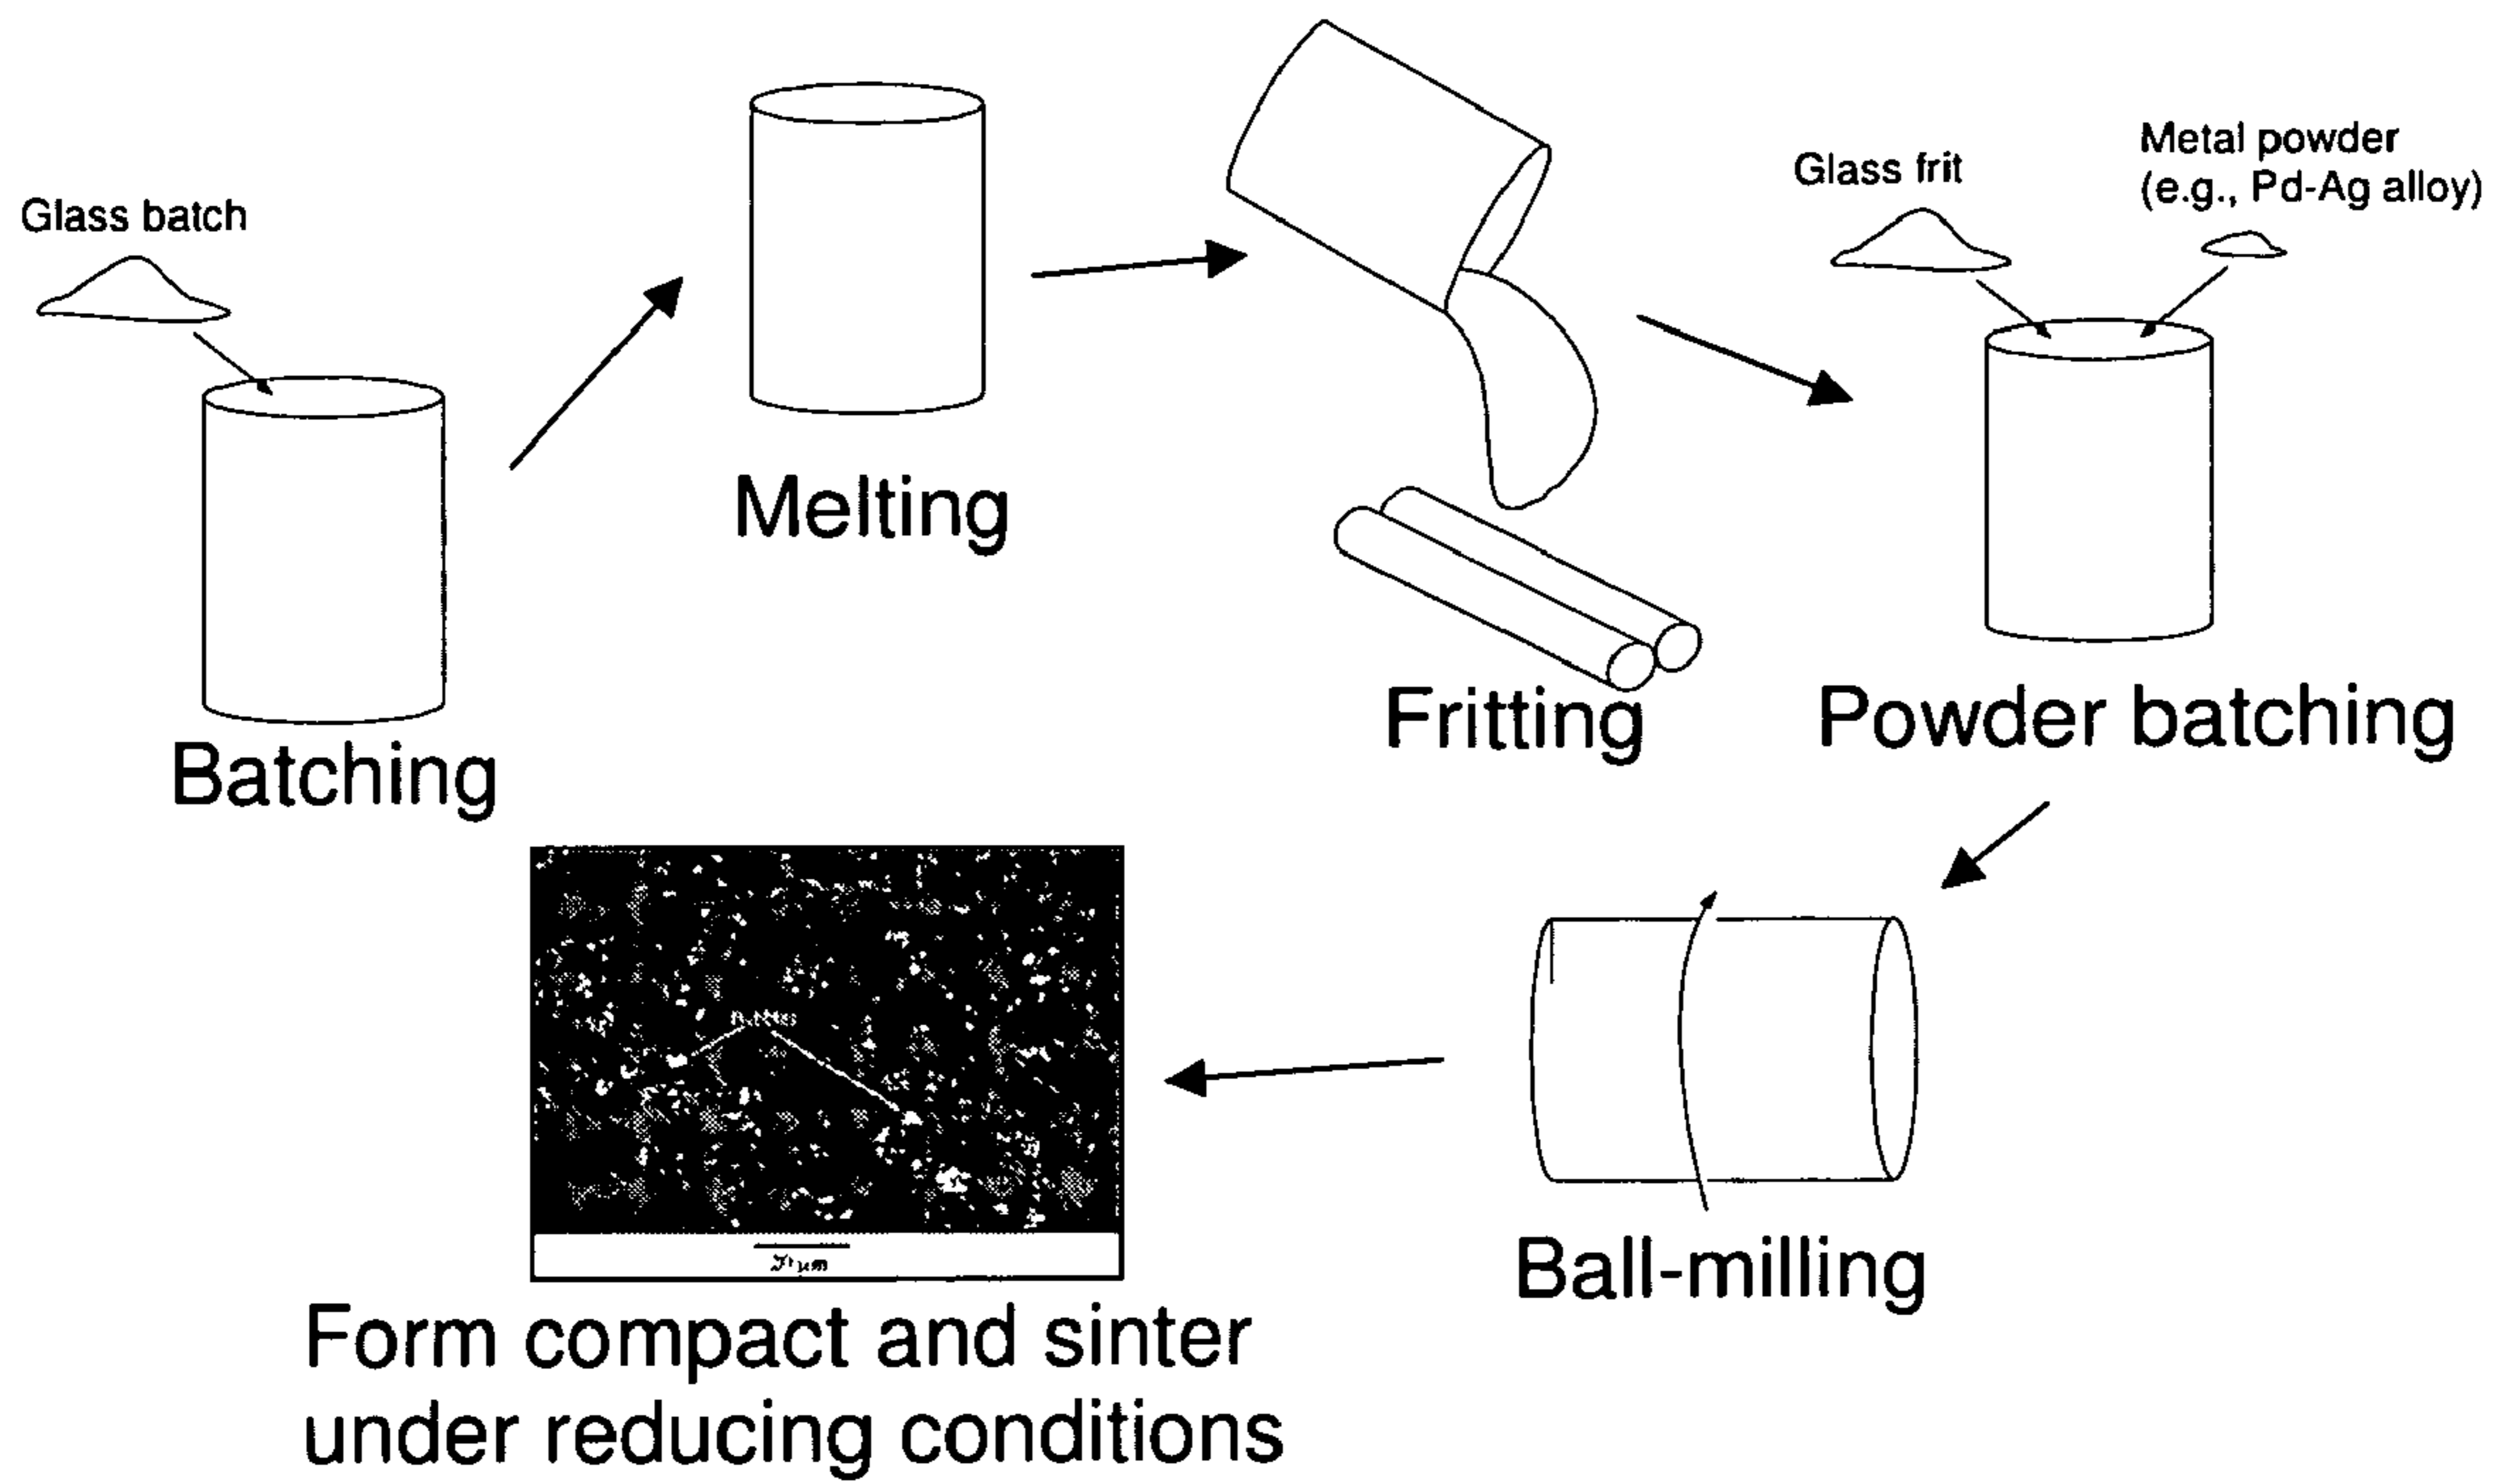 Glass batch
Batching
Melting
Fritting
Glass frit
Metal powder
(e.g., Pd-Ag alloy)
Powder batching
Ball-milling
Form compact and sinter
under reducing conditions